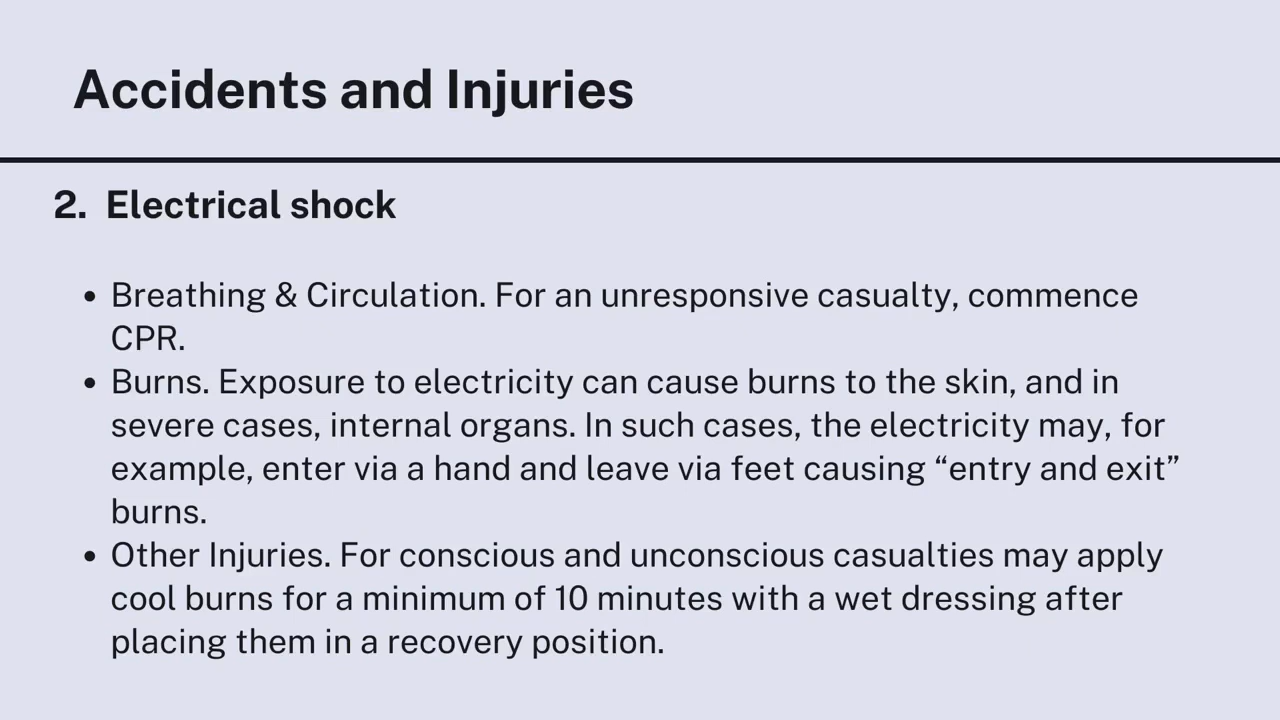 Accidents and Injuries
2. Electrical shock
• Breathing & Circulation. For an unresponsive casualty, commence
CPR.
• Burns. Exposure to electricity can cause burns to the skin, and in
severe cases, internal organs. In such cases, the electricity may, for
example, enter via a hand and leave via feet causing “entry and exit”
burns.
• Other Injuries. For conscious and unconscious casualties may apply
cool burns for a minimum of 10 minutes with a wet dressing after
placing them in a recovery position.